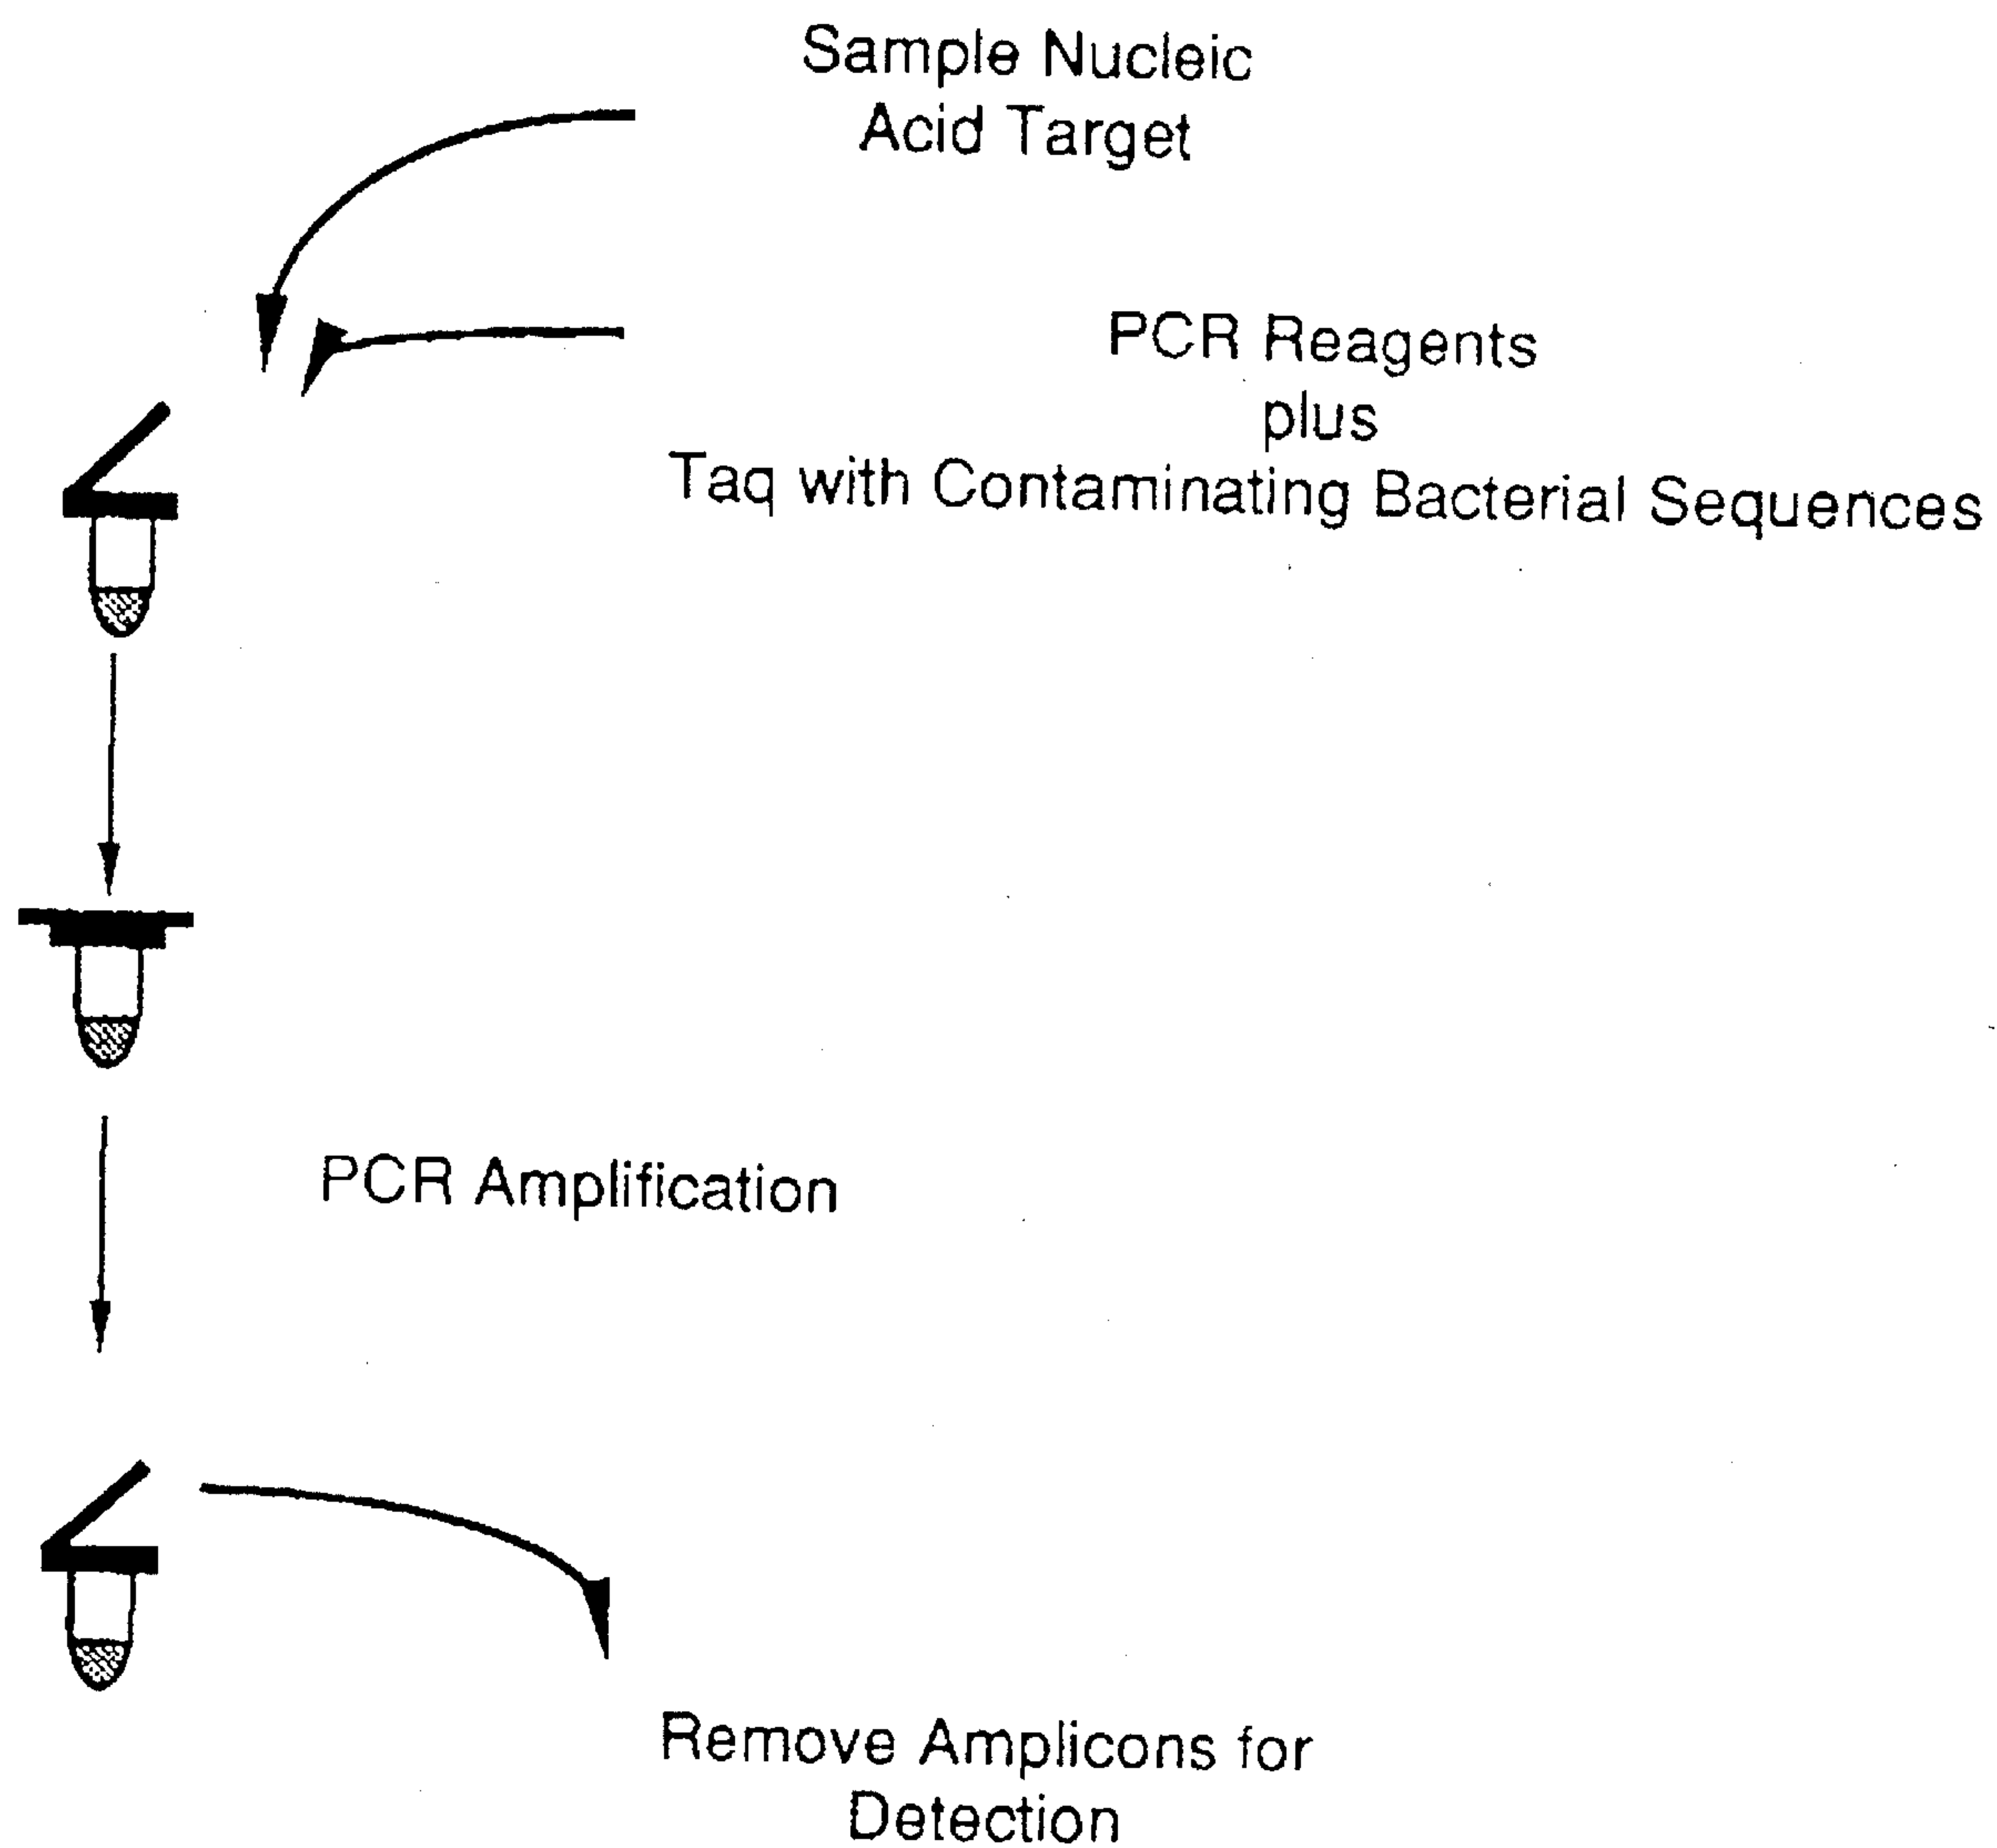 Sample Nucleic
Acid Target
PCR Reagents
plus
Taq with Contaminating Bacterial Sequences
PCR Amplification
Remove Amplicons for
Detection